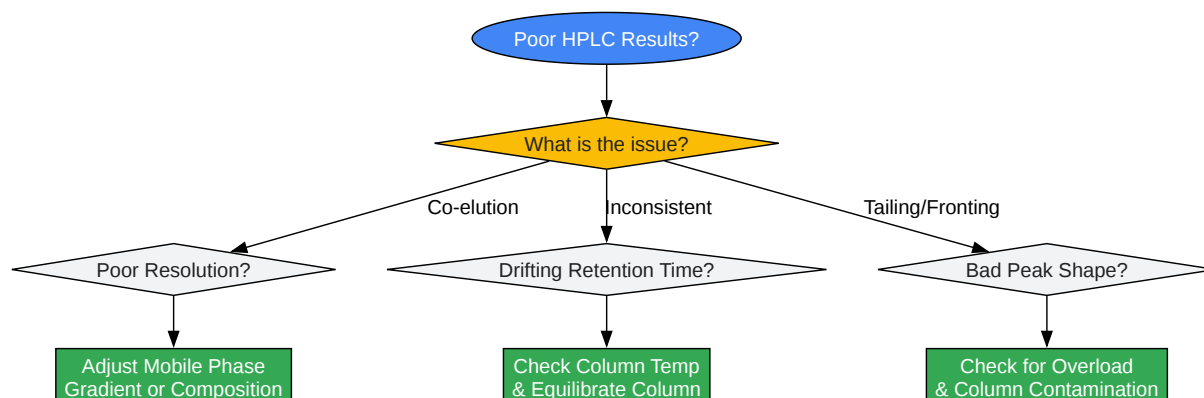 Poor HPLC Results?
What is the issue?
Co-elution
Inconsistent
Tailing/Fronting
Poor Resolution?
Drifting Retention Time?
Bad Peak Shape?
Adjust Mobile Phase
Gradient or Composition
Check Column Temp
& Equilibrate Column
Check for Overload
& Column Contamination